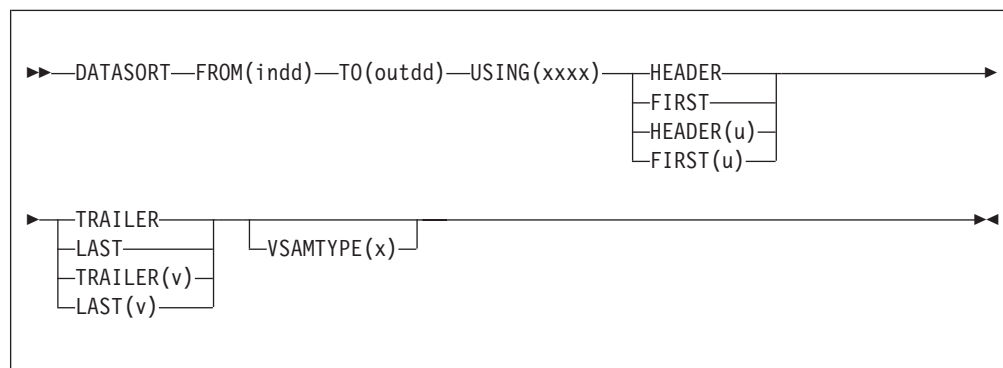 DATASORT FROM(indd) TO(outdd) USING(xxxx) HEADER
FIRST
HEADER(u)
FIRST(u)
TRAILER
LAST VSAMTYPE(x)
TRAILER(v)
LAST(v)